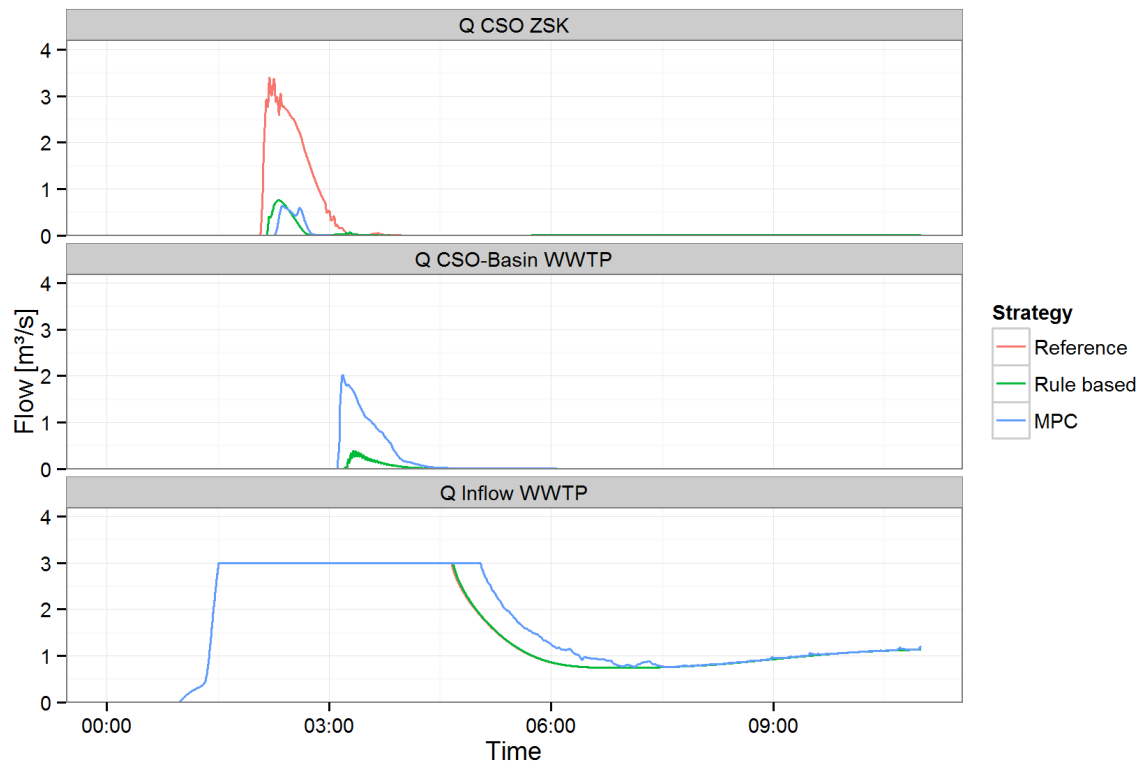 Q CSO ZSK
4
3
2
1
0
Q CSO-Basin WWTP
4
3
2
1
0
Q Inflow WWTP
4
3
2
1
0
Flow [m³/s]
00:00 03:00 06:00 09:00
Time
Strategy
Reference
Rule based
MPC